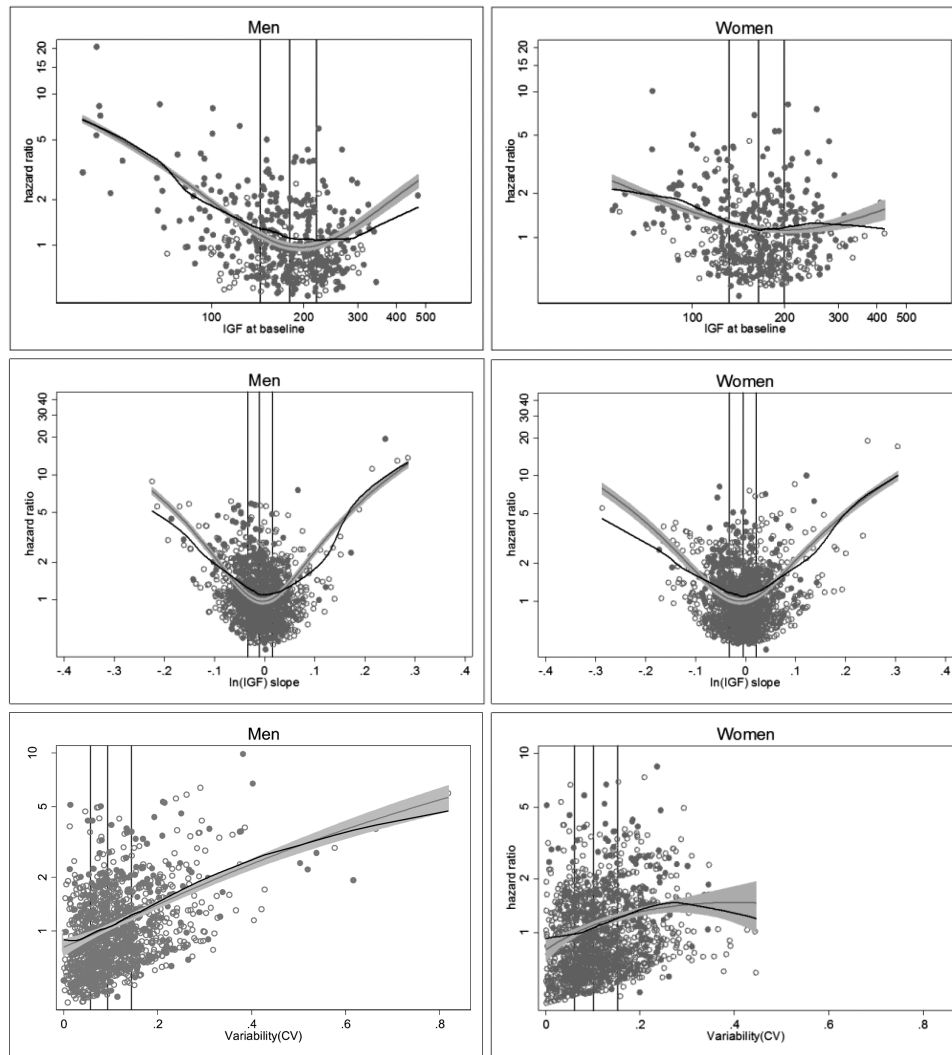 Men
hazard ratio
20
15
10
5
2
1
100 200 300 400 500
IGF at baseline
Women
hazard ratio
20
15
10
5
2
1
100 200 300 400 500
IGF at baseline
Men
hazard ratio
40
30
20
10
5
2
1
-.4 -.3 -.2 -.1 0 .1 .2 .3 .4
ln(IGF) slope
Women
hazard ratio
40
30
20
10
5
2
1
-.4 -.3 -.2 -.1 0 .1 .2 .3 .4
ln(IGF) slope
Men
hazard ratio
10
5
2
1
0 .2 .4 .6 .8
Variability(CV)
Women
hazard ratio
10
5
2
1
0 .2 .4 .6 .8
Variability(CV)